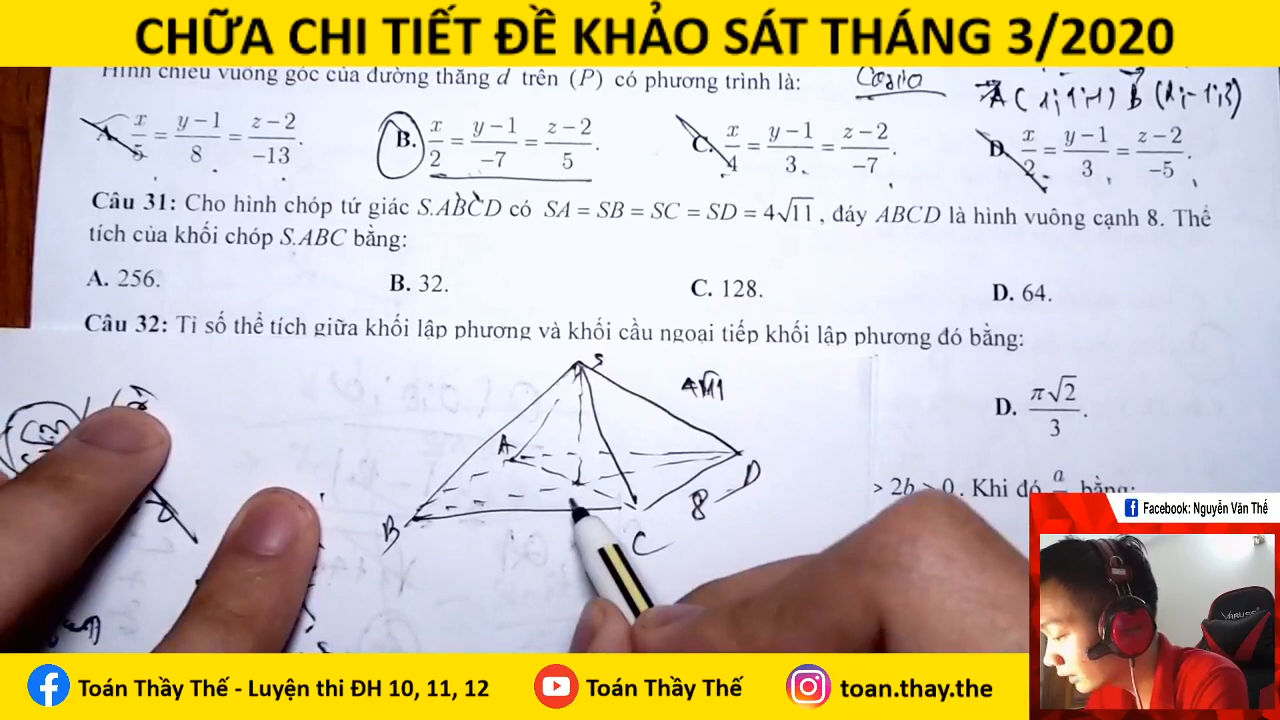 CHỮA CHI TIẾT ĐỀ KHẢO SÁT THÁNG 3/2020
Hình chiếu vuông góc của đường thẳng d trên (P) có phương trình là:
Casio
A. x/5 = (y−1)/8 = (z−2)/−13. B. x/2 = (y−1)/−7 = (z−2)/5. C. x/4 = (y−1)/3 = (z−2)/−7. D. x/2 = (y−1)/3 = (z−2)/−5.
Câu 31: Cho hình chóp tứ giác S.ABCD có SA = SB = SC = SD = 4√11, đáy ABCD là hình vuông cạnh 8. Thể
tích của khối chóp S.ABC bằng:
A. 256. B. 32. C. 128. D. 64.
Câu 32: Tỉ số thể tích giữa khối lập phương và khối cầu ngoại tiếp khối lập phương đó bằng:
S
4√11
D. π√2/3.
A
D
8
B
C
> 2b > 0. Khi đó a bằng:
Facebook: Nguyễn Văn Thế
Toán Thầy Thế - Luyện thi ĐH 10, 11, 12
Toán Thầy Thế
toan.thay.the